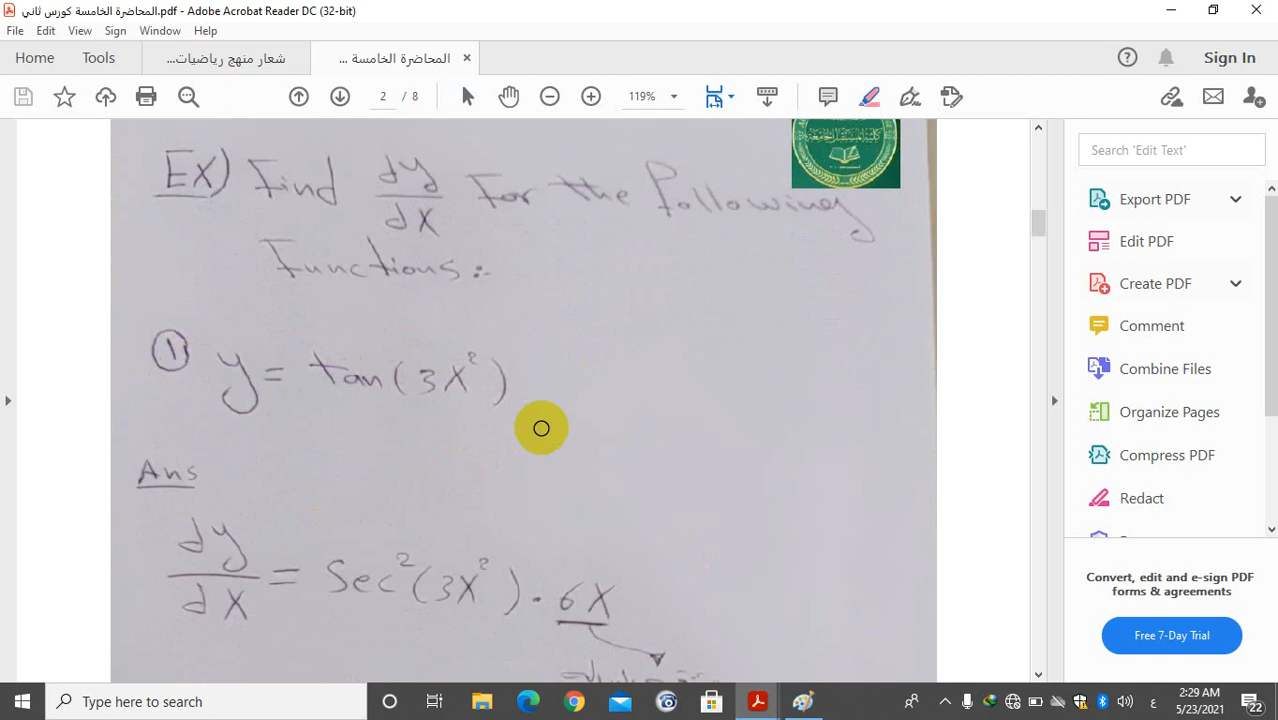 المحاضرة الخامسة كورس ثاني.pdf - Adobe Acrobat Reader DC (32-bit)
File Edit View Sign Window Help
Home Tools شعار منهج رياضيات... المحاضرة الخامسة ... × Sign In
2 / 8 119%
Ex) Find dy/dx For the following
Functions :-
① y = tan(3x²)
Ans
dy/dx = Sec²(3x²) . 6x
Search 'Edit Text'
Export PDF
Edit PDF
Create PDF
Comment
Combine Files
Organize Pages
Compress PDF
Redact
Convert, edit and e-sign PDF
forms & agreements
Free 7-Day Trial
Type here to search
ع
2:29 AM
5/23/2021
22